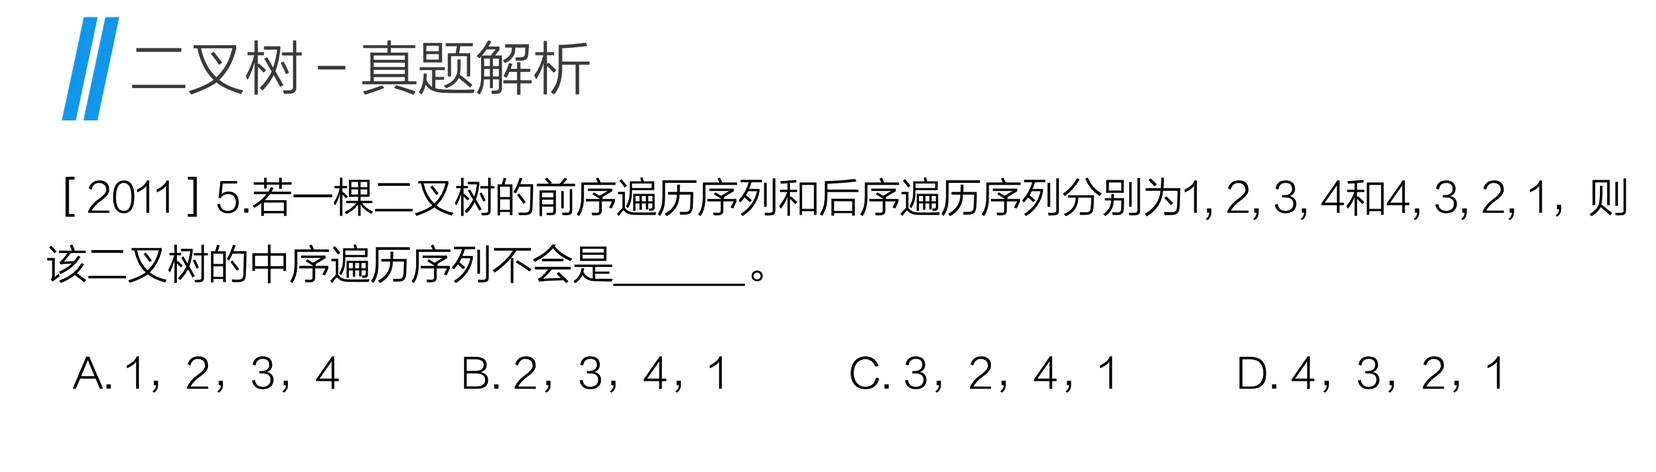 二叉树 – 真题解析
[ 2011 ] 5.若一棵二叉树的前序遍历序列和后序遍历序列分别为1, 2, 3, 4和4, 3, 2, 1，则
该二叉树的中序遍历序列不会是______。
A. 1，2，3，4 B. 2，3，4，1 C. 3，2，4，1 D. 4，3，2，1